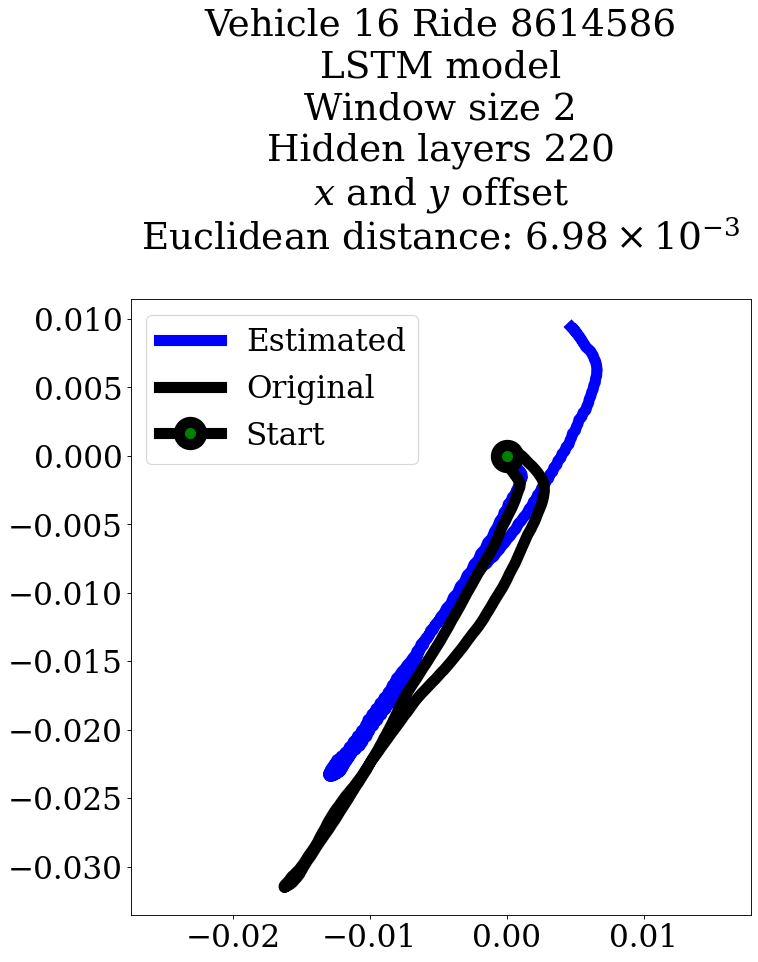 Vehicle 16 Ride 8614586
LSTM model
Window size 2
Hidden layers 220
x and y offset
Euclidean distance: 6.98 × 10⁻³
0.010
0.005
0.000
−0.005
−0.010
−0.015
−0.020
−0.025
−0.030
Estimated
Original
Start
−0.02 −0.01 0.00 0.01